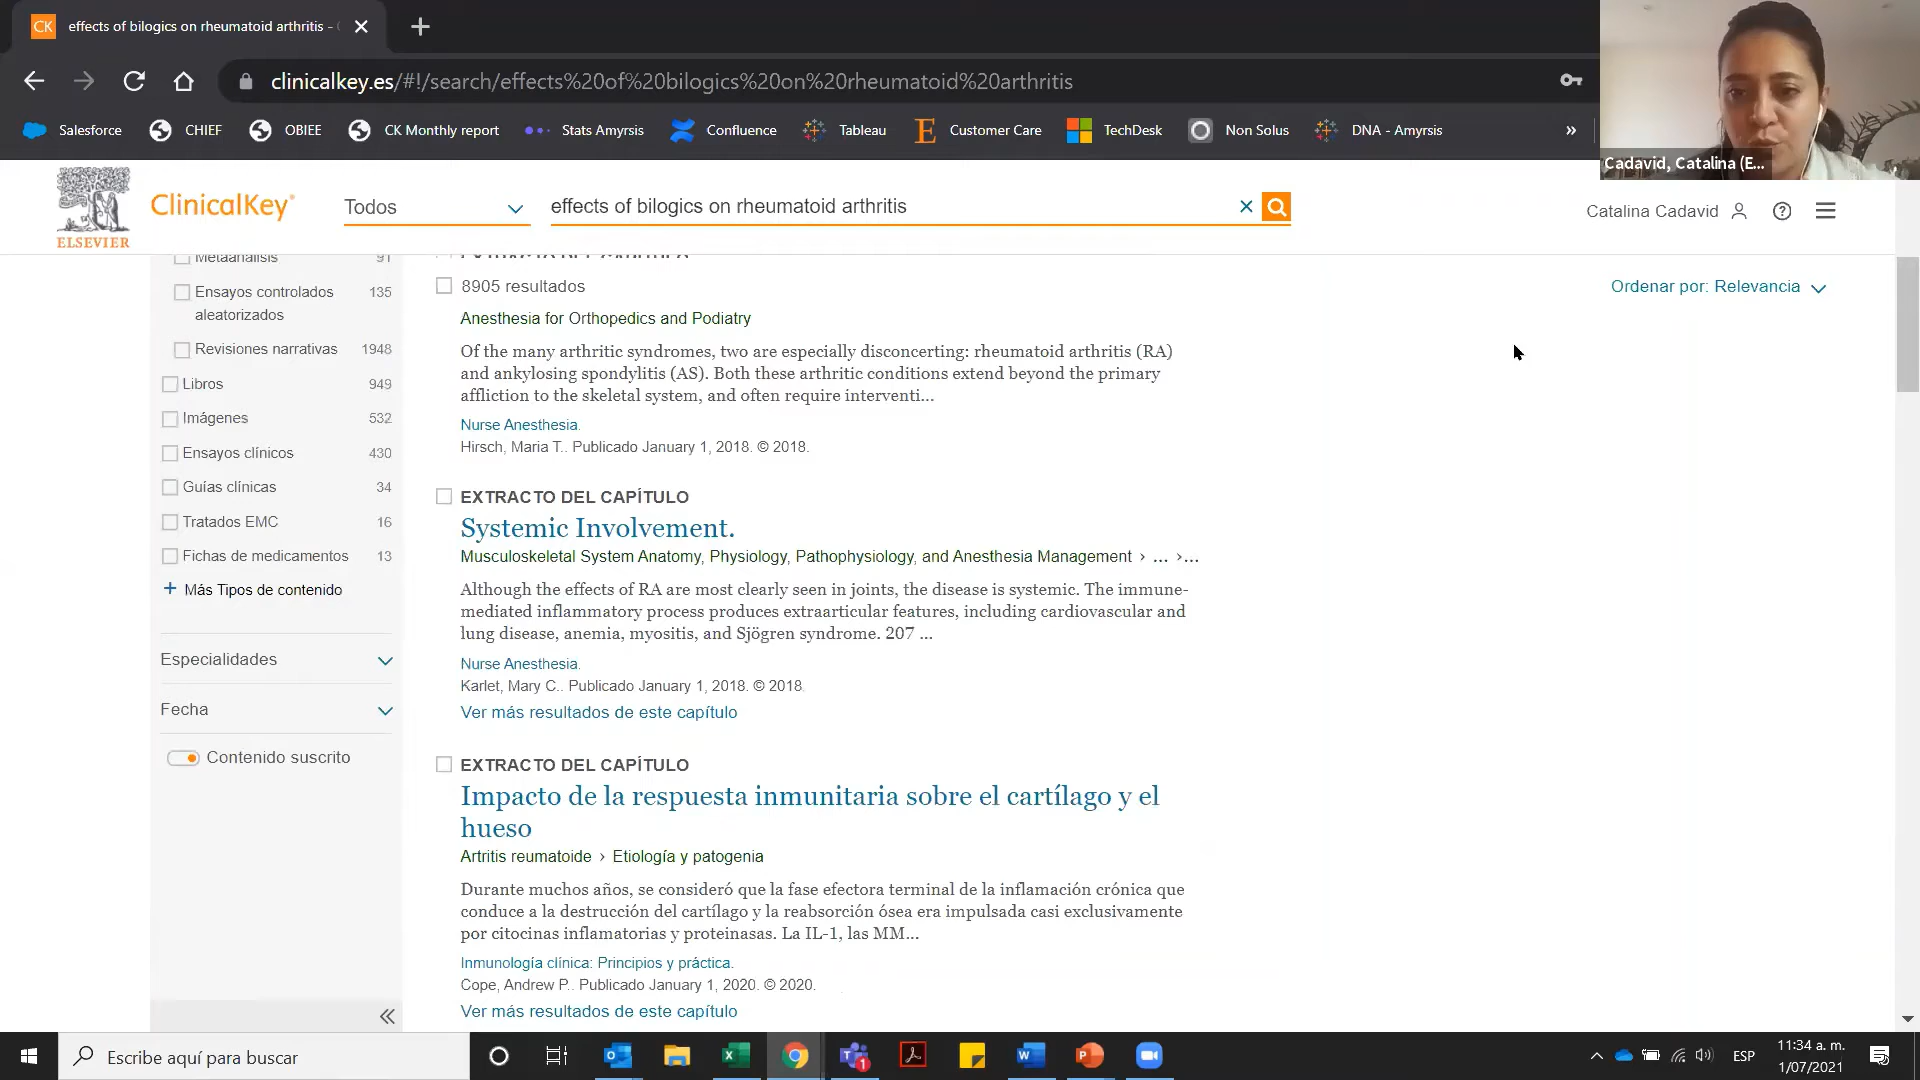 CK effects of bilogics on rheumatoid arthritis -
clinicalkey.es/#!/search/effects%20of%20bilogics%20on%20rheumatoid%20arthritis
Salesforce CHIEF OBIEE CK Monthly report Stats Amyrsis Confluence Tableau Customer Care TechDesk Non Solus DNA - Amyrsis »
Cadavid, Catalina (E...
ELSEVIER
ClinicalKey
Todos
effects of bilogics on rheumatoid arthritis
Catalina Cadavid
Metaanálisis 91
Ensayos controlados aleatorizados 135
Revisiones narrativas 1948
Libros 949
Imágenes 532
Ensayos clínicos 430
Guías clínicas 34
Tratados EMC 16
Fichas de medicamentos 13
+ Más Tipos de contenido
Especialidades
Fecha
Contenido suscrito
EXTRACTO DEL CAPÍTULO
8905 resultados
Ordenar por: Relevancia
Anesthesia for Orthopedics and Podiatry
Of the many arthritic syndromes, two are especially disconcerting: rheumatoid arthritis (RA)
and ankylosing spondylitis (AS). Both these arthritic conditions extend beyond the primary
affliction to the skeletal system, and often require interventi...
Nurse Anesthesia.
Hirsch, Maria T.. Publicado January 1, 2018. © 2018.
EXTRACTO DEL CAPÍTULO
Systemic Involvement.
Musculoskeletal System Anatomy, Physiology, Pathophysiology, and Anesthesia Management › ... ›...
Although the effects of RA are most clearly seen in joints, the disease is systemic. The immune-
mediated inflammatory process produces extraarticular features, including cardiovascular and
lung disease, anemia, myositis, and Sjögren syndrome. 207 ...
Nurse Anesthesia.
Karlet, Mary C.. Publicado January 1, 2018. © 2018.
Ver más resultados de este capítulo
EXTRACTO DEL CAPÍTULO
Impacto de la respuesta inmunitaria sobre el cartílago y el
hueso
Artritis reumatoide › Etiología y patogenia
Durante muchos años, se consideró que la fase efectora terminal de la inflamación crónica que
conduce a la destrucción del cartílago y la reabsorción ósea era impulsada casi exclusivamente
por citocinas inflamatorias y proteinasas. La IL-1, las MM...
Inmunología clínica: Principios y práctica.
Cope, Andrew P.. Publicado January 1, 2020. © 2020.
Ver más resultados de este capítulo
Escribe aquí para buscar
ESP
11:34 a. m.
1/07/2021